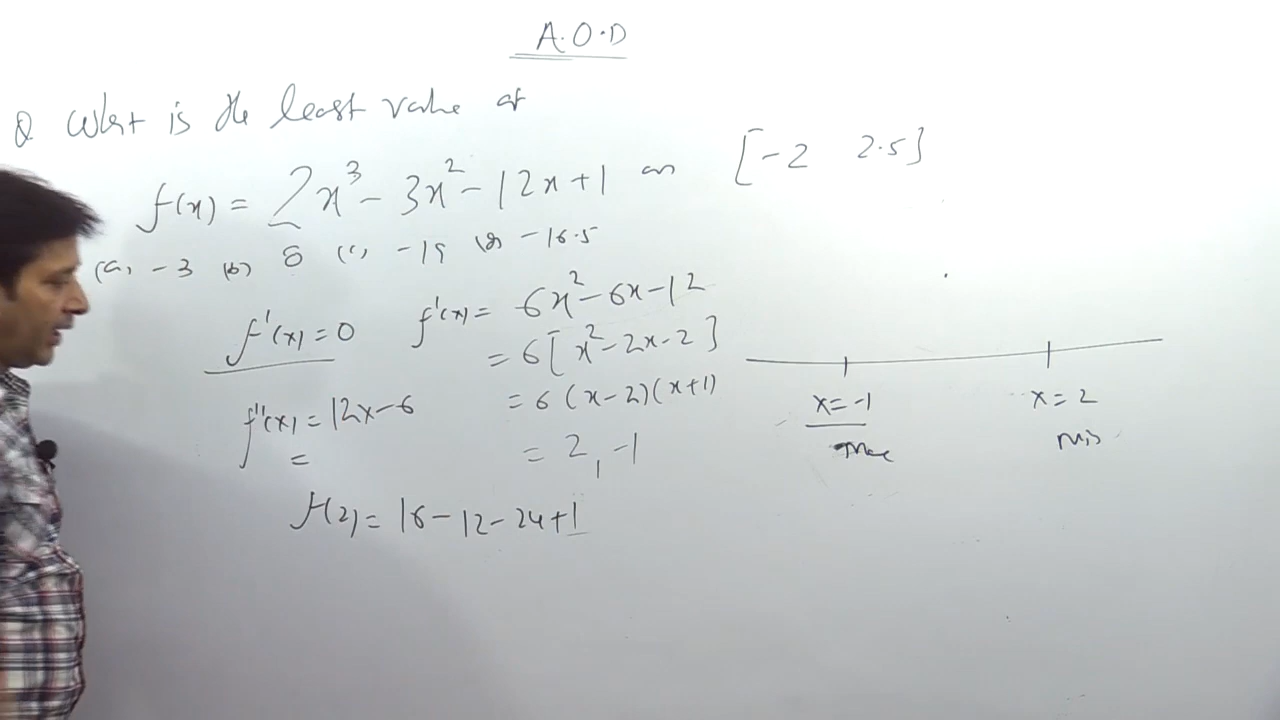 A.O.D
Q What is the least value of
f(x) = 2x³ - 3x² - 12x + 1 on [-2 2.5]
(a) -3 (b) 8 (c) -19 (d) -16.5
f'(x) = 0 f'(x) = 6x² - 6x - 12
= 6[x² - 2x - 2]
f''(x) = 12x - 6 = 6(x-2)(x+1)
= = 2, -1
f(2) = 16 - 12 - 24 + 1
x = -1 x = 2
max min